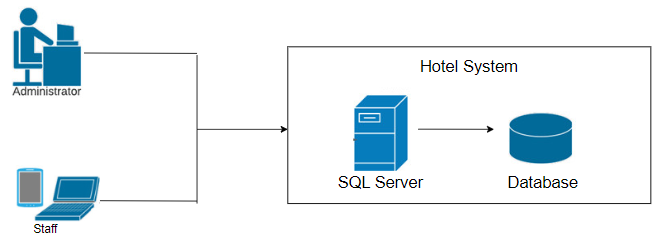 Administrator
Hotel System
SQL Server
Database
Staff